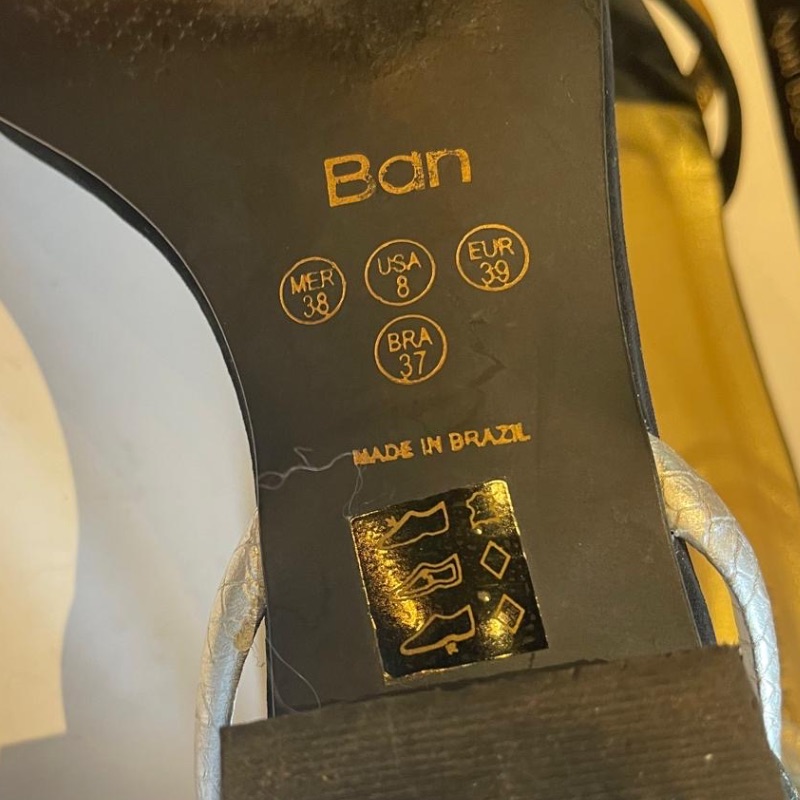 Ban
MER
38
USA
8
EUR
39
BRA
37
MADE IN BRAZIL